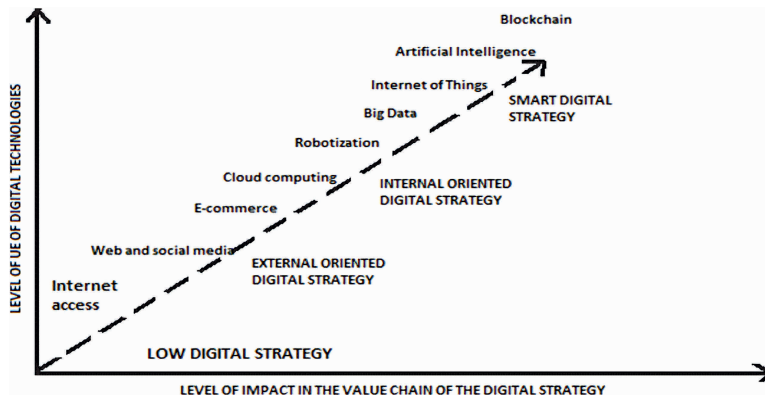 Blockchain
Artificial Intelligence
Internet of Things
SMART DIGITAL
STRATEGY
Big Data
Robotization
Cloud computing
INTERNAL ORIENTED
DIGITAL STRATEGY
E-commerce
Web and social media
EXTERNAL ORIENTED
DIGITAL STRATEGY
Internet
access
LOW DIGITAL STRATEGY
LEVEL OF UE OF DIGITAL TECHNOLOGIES
LEVEL OF IMPACT IN THE VALUE CHAIN OF THE DIGITAL STRATEGY